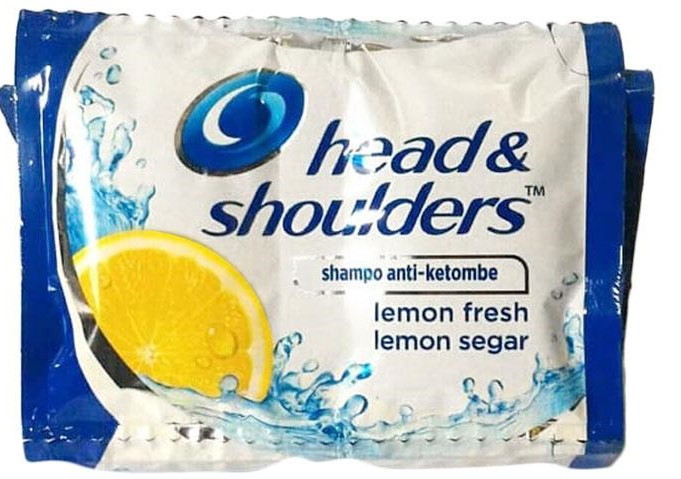 head &
shoulders™
shampo anti-ketombe
lemon fresh
lemon segar